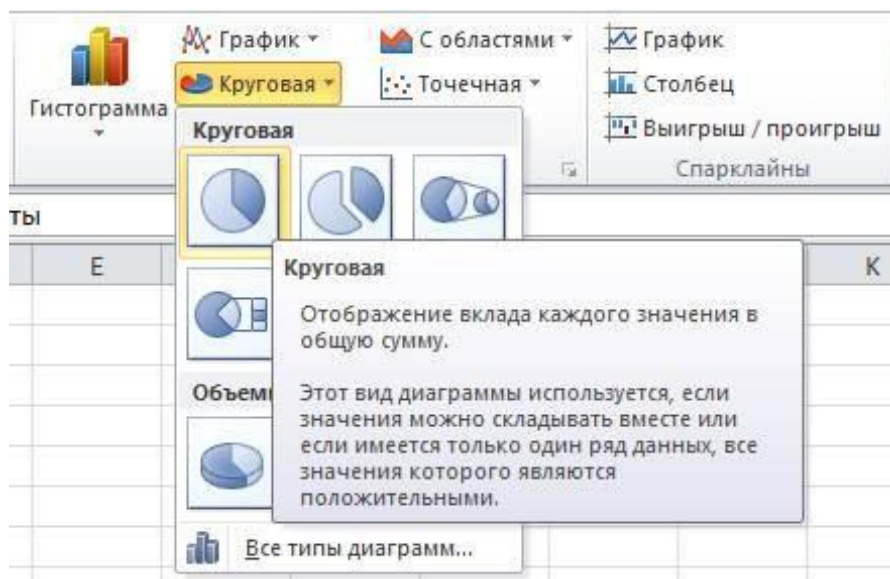 График
С областями
График
Круговая
Точечная
Столбец
Гистограмма
Выигрыш / проигрыш
Спарклайны
Круговая
ты
E
K
Круговая
Отображение вклада каждого значения в
общую сумму.
Этот вид диаграммы используется, если
значения можно складывать вместе или
если имеется только один ряд данных, все
значения которого являются
положительными.
Объем
Все типы диаграмм...